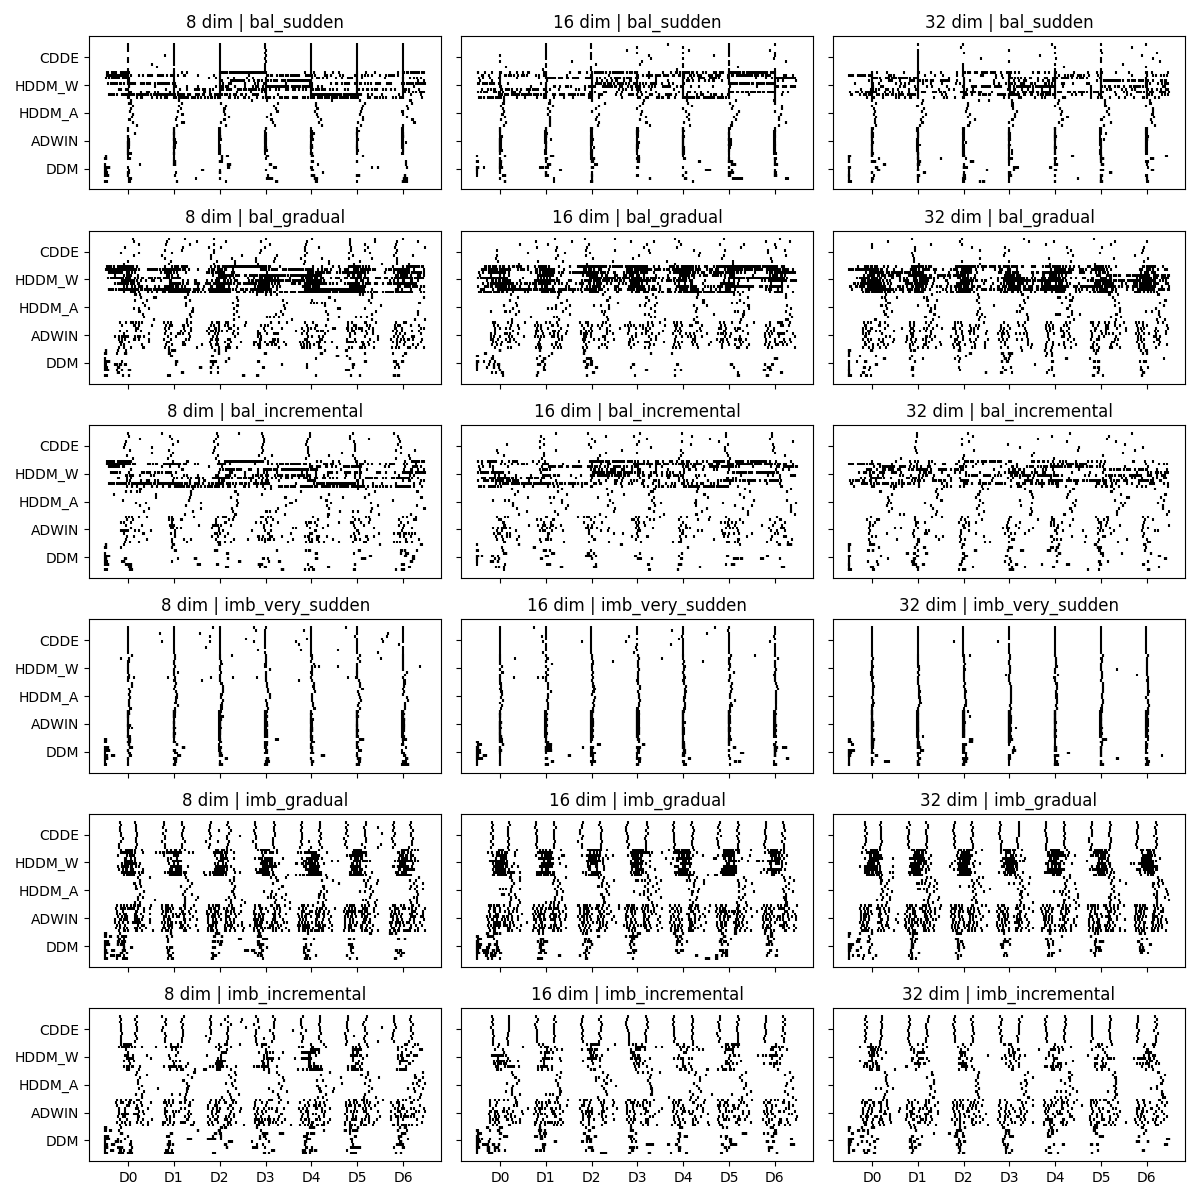 8 dim | bal_sudden
16 dim | bal_sudden
32 dim | bal_sudden
CDDE
HDDM_W
HDDM_A
ADWIN
DDM
8 dim | bal_gradual
16 dim | bal_gradual
32 dim | bal_gradual
CDDE
HDDM_W
HDDM_A
ADWIN
DDM
8 dim | bal_incremental
16 dim | bal_incremental
32 dim | bal_incremental
CDDE
HDDM_W
HDDM_A
ADWIN
DDM
8 dim | imb_very_sudden
16 dim | imb_very_sudden
32 dim | imb_very_sudden
CDDE
HDDM_W
HDDM_A
ADWIN
DDM
8 dim | imb_gradual
16 dim | imb_gradual
32 dim | imb_gradual
CDDE
HDDM_W
HDDM_A
ADWIN
DDM
8 dim | imb_incremental
16 dim | imb_incremental
32 dim | imb_incremental
CDDE
HDDM_W
HDDM_A
ADWIN
DDM
D0 D1 D2 D3 D4 D5 D6
D0 D1 D2 D3 D4 D5 D6
D0 D1 D2 D3 D4 D5 D6